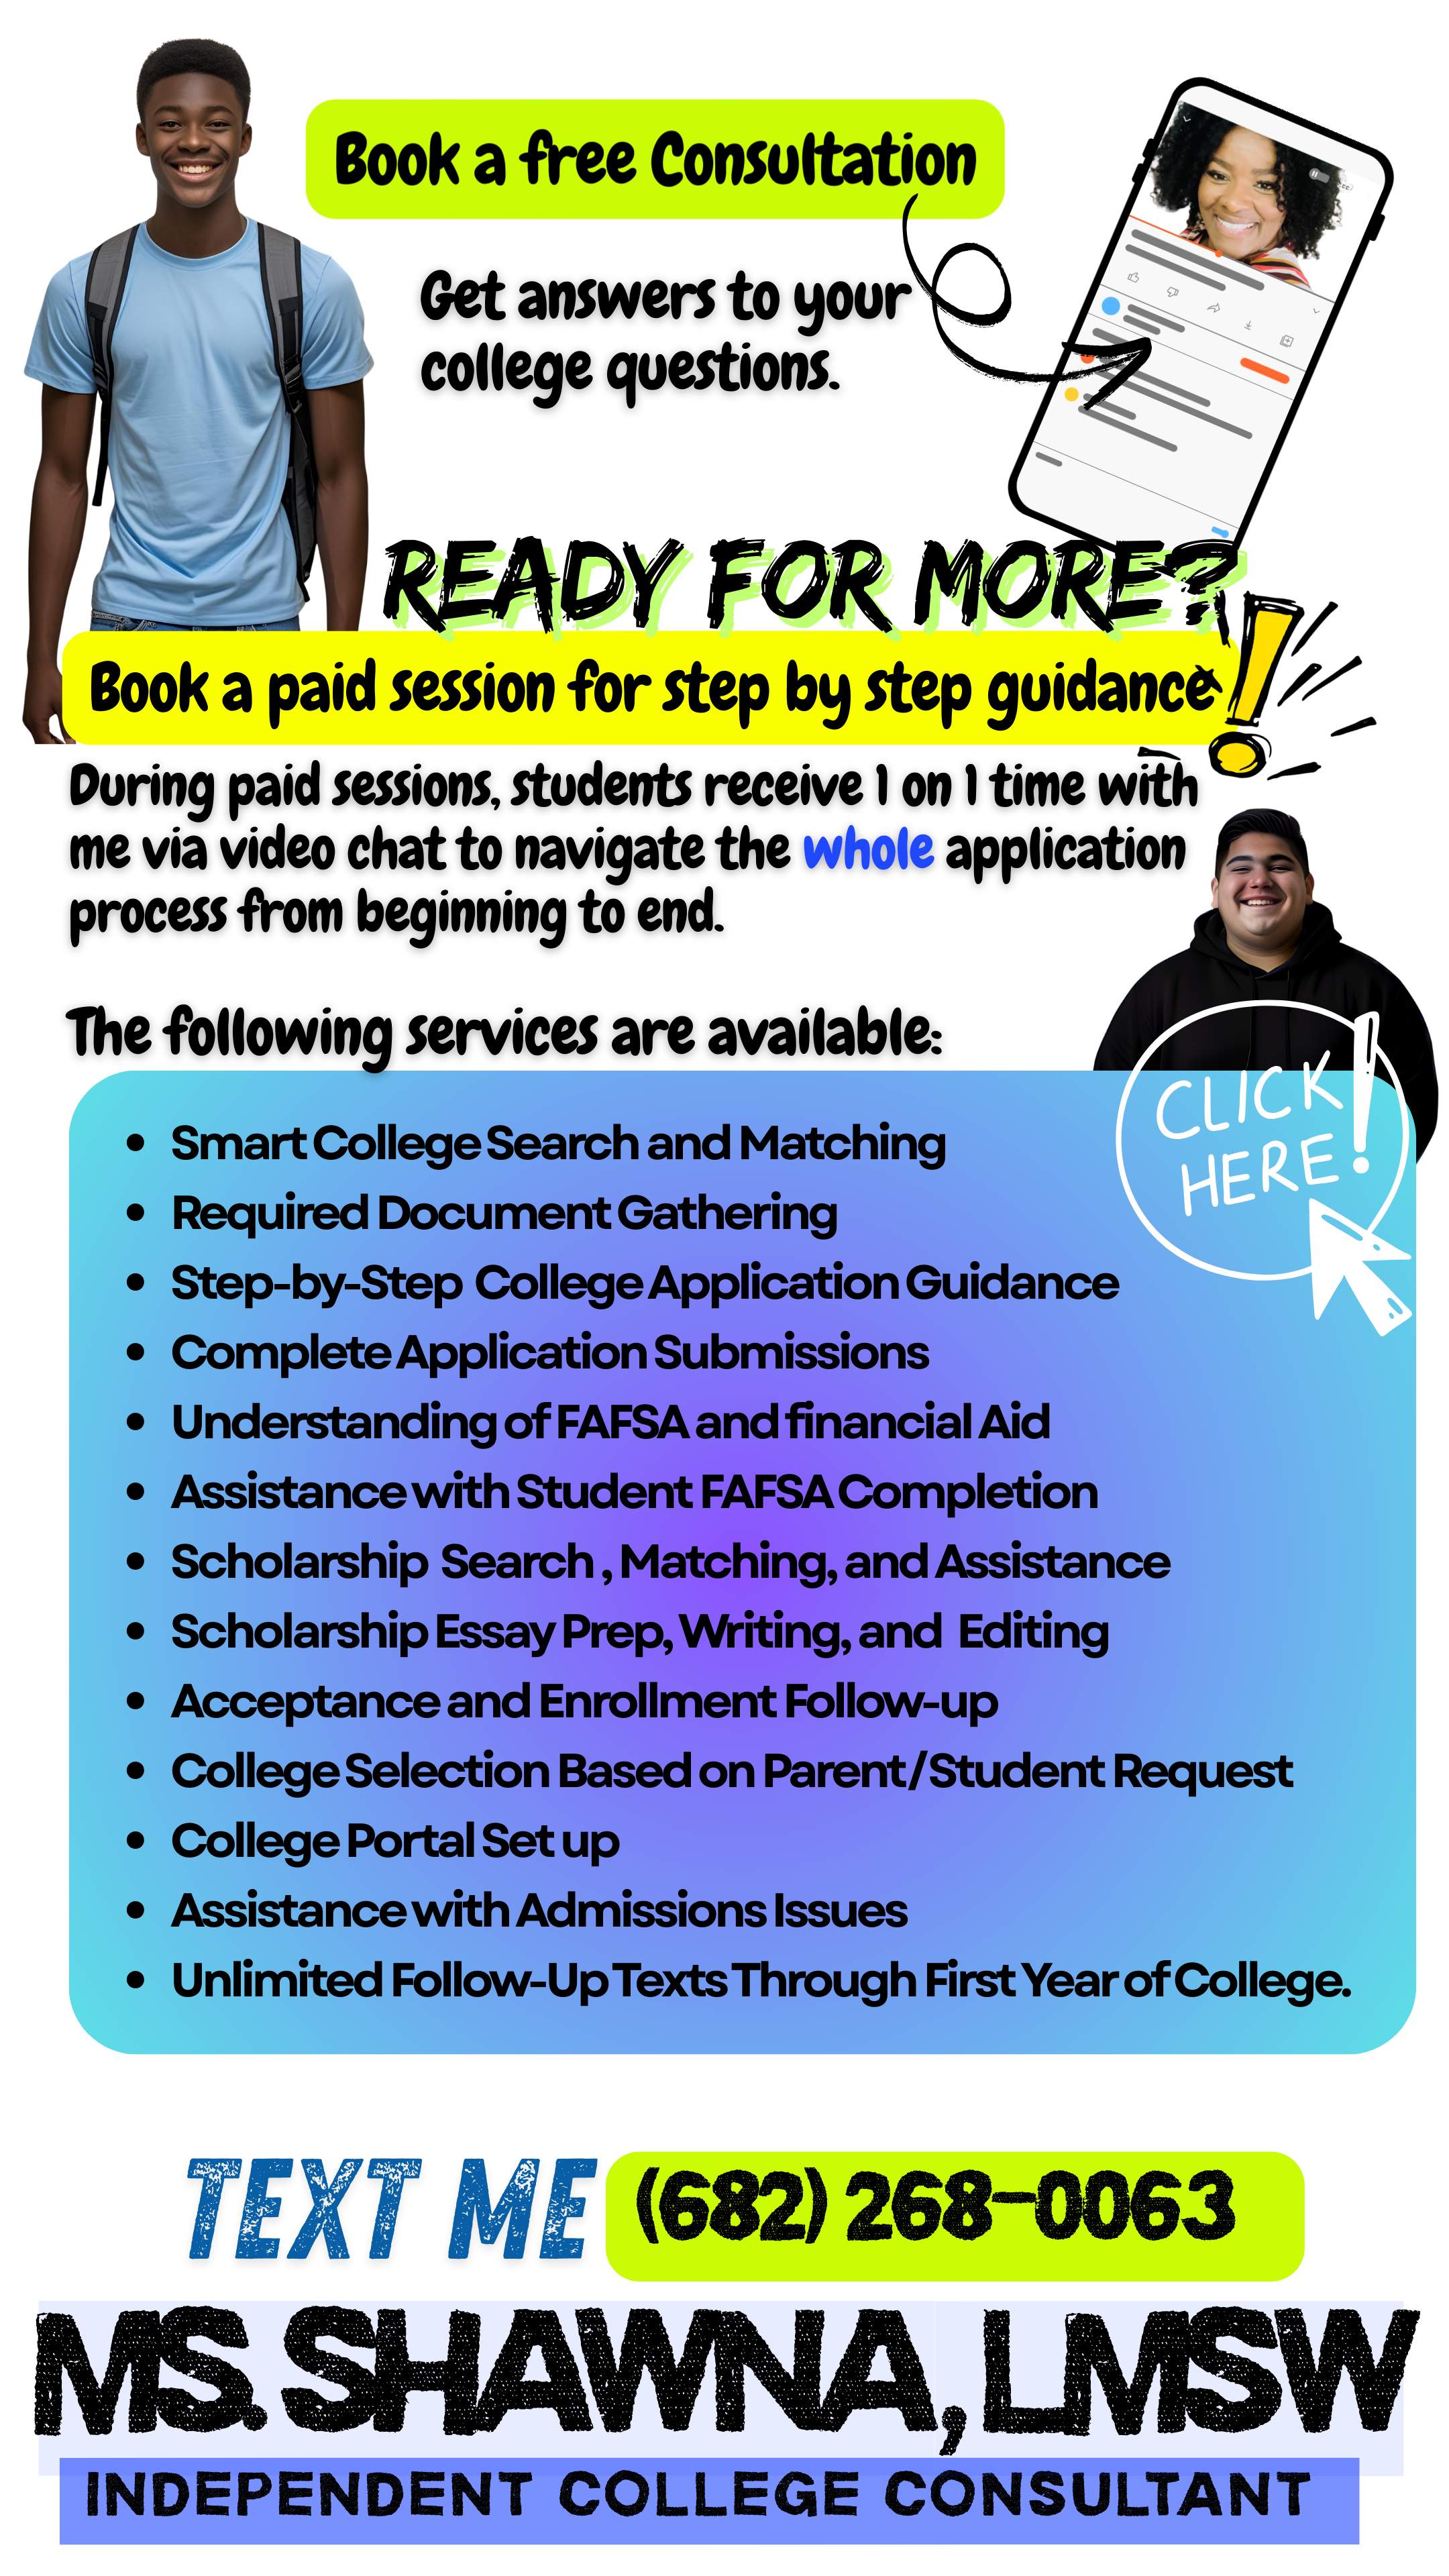 Book a free Consultation
Get answers to your
college questions.
READY FOR MORE?
Book a paid session for step by step guidance
During paid sessions, students receive 1 on 1 time with
me via video chat to navigate the whole application
process from beginning to end.
The following services are available:
CLICK
HERE!
• Smart College Search and Matching
• Required Document Gathering
• Step-by-Step College Application Guidance
• Complete Application Submissions
• Understanding of FAFSA and financial Aid
• Assistance with Student FAFSA Completion
• Scholarship Search , Matching, and Assistance
• Scholarship Essay Prep, Writing, and Editing
• Acceptance and Enrollment Follow-up
• College Selection Based on Parent/Student Request
• College Portal Set up
• Assistance with Admissions Issues
• Unlimited Follow-Up Texts Through First Year of College.
TEXT ME (682) 268-0063
MS. SHAWNA, LMSW
INDEPENDENT COLLEGE CONSULTANT